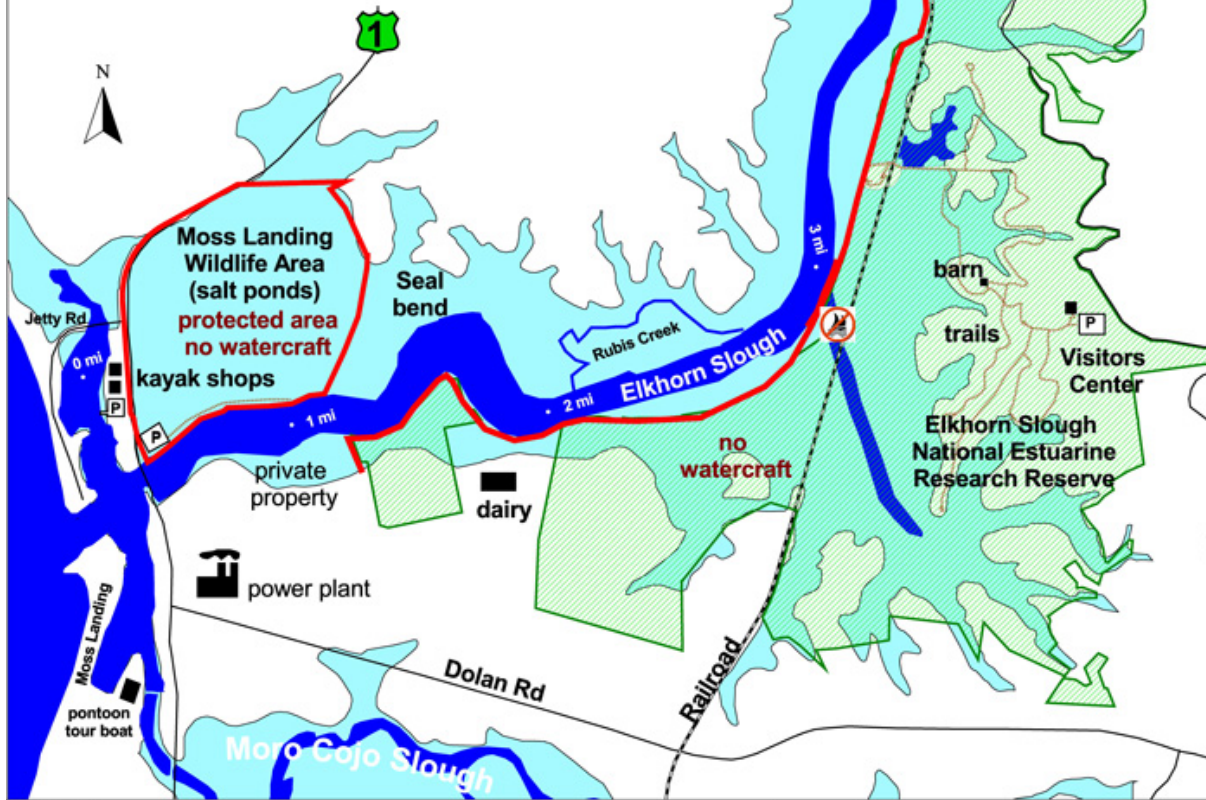 1
N
Moss Landing
Wildlife Area
(salt ponds)
protected area
no watercraft
Seal
bend
3 mi
Jetty Rd
0 mi
kayak shops
P
P
1 mi
2 mi
Rubis Creek
Elkhorn Slough
barn
trails
P
Visitors
Center
Elkhorn Slough
National Estuarine
Research Reserve
no
watercraft
private
property
dairy
power plant
Moss Landing
Dolan Rd
Railroad
pontoon
tour boat
Moro Cojo Slough